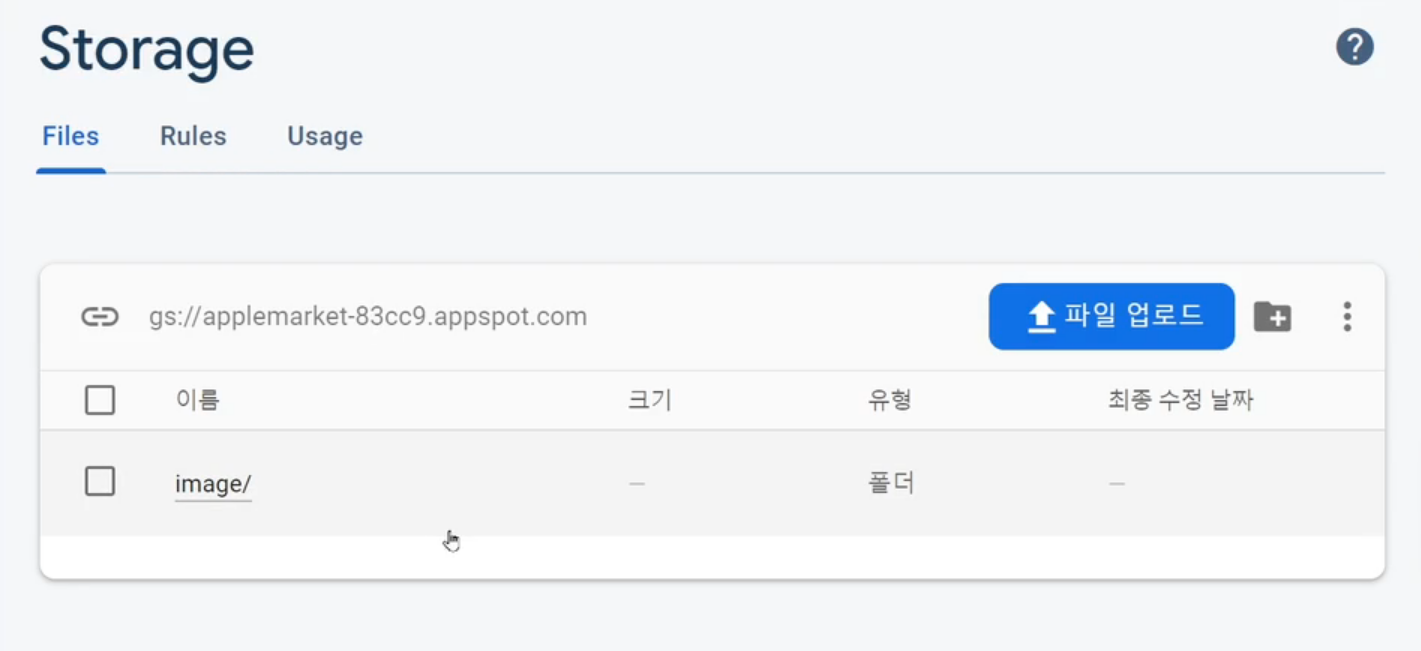 Storage
?
Files Rules Usage
gs://applemarket-83cc9.appspot.com 파일 업로드
이름 크기 유형 최종 수정 날짜
image/ — 폴더 —